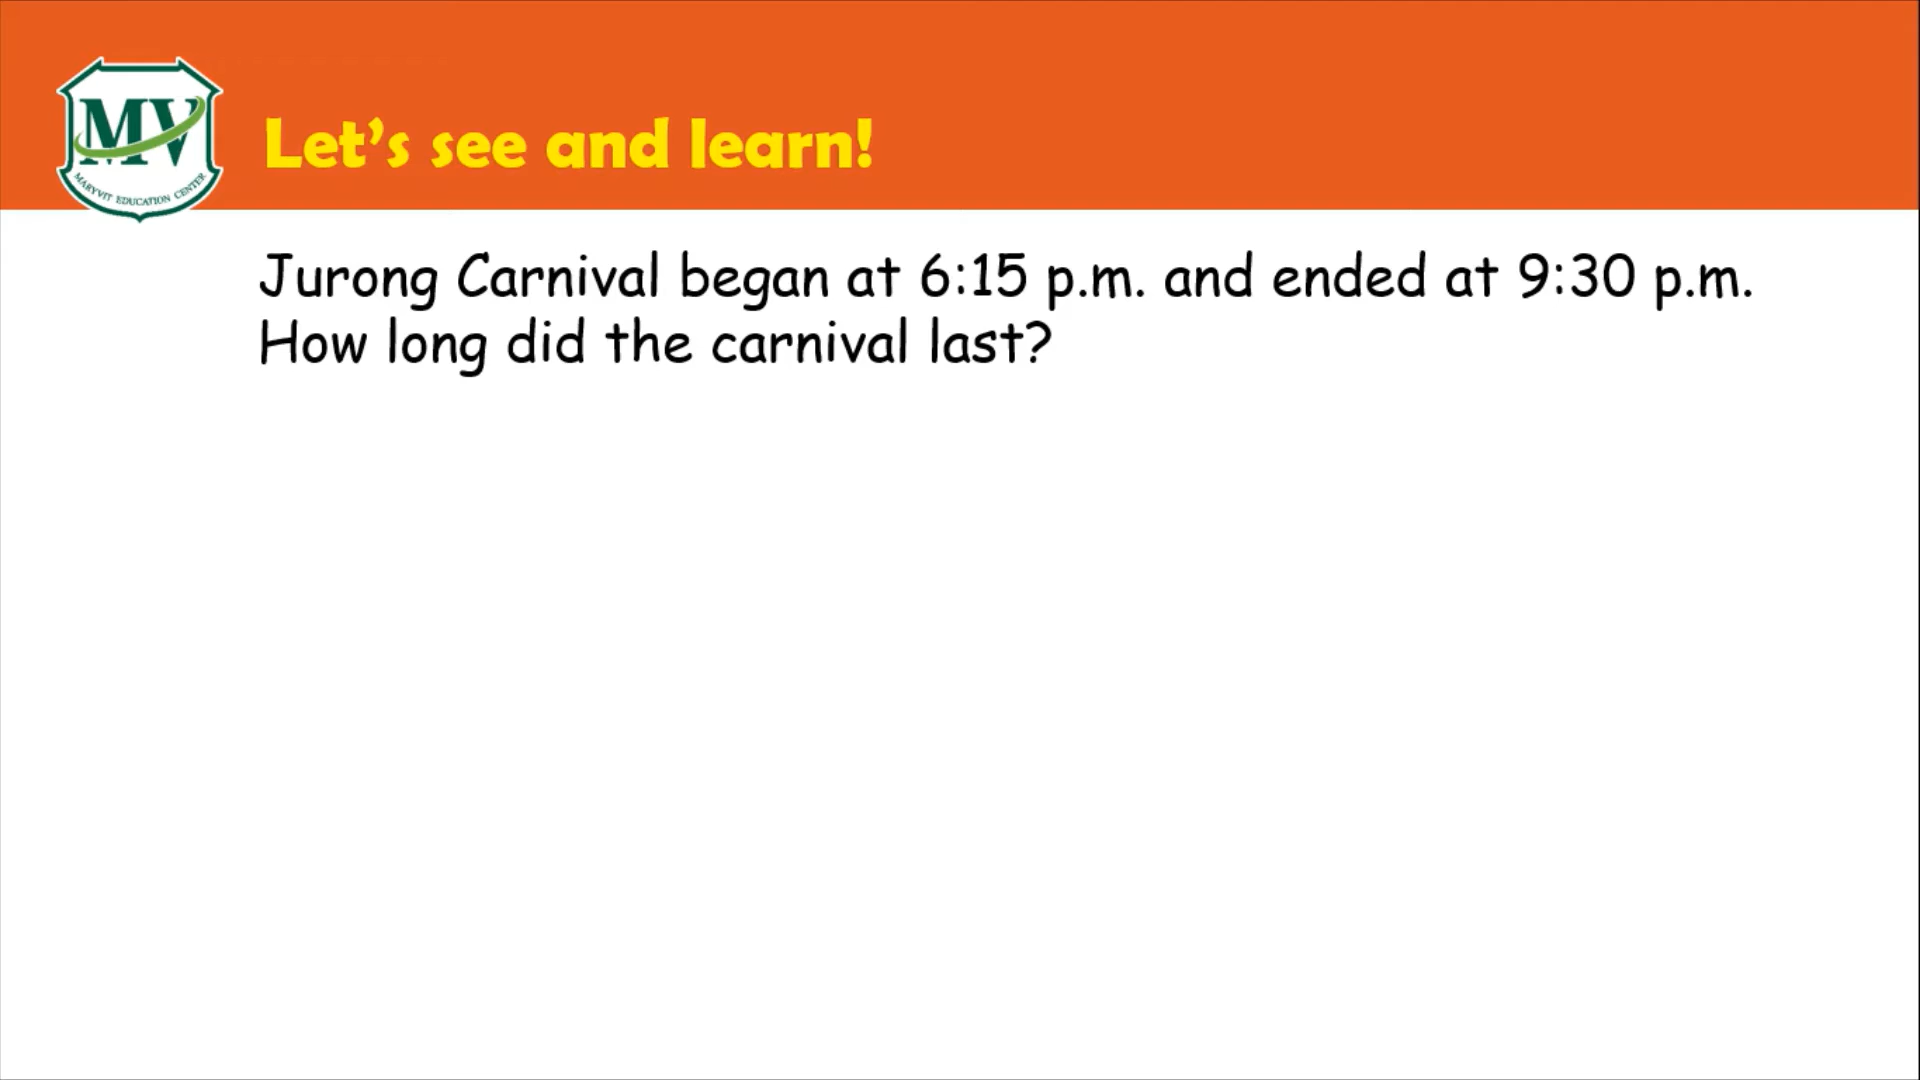 MV
MARYVIT EDUCATION CENTER
Let's see and learn!
Jurong Carnival began at 6:15 p.m. and ended at 9:30 p.m.
How long did the carnival last?